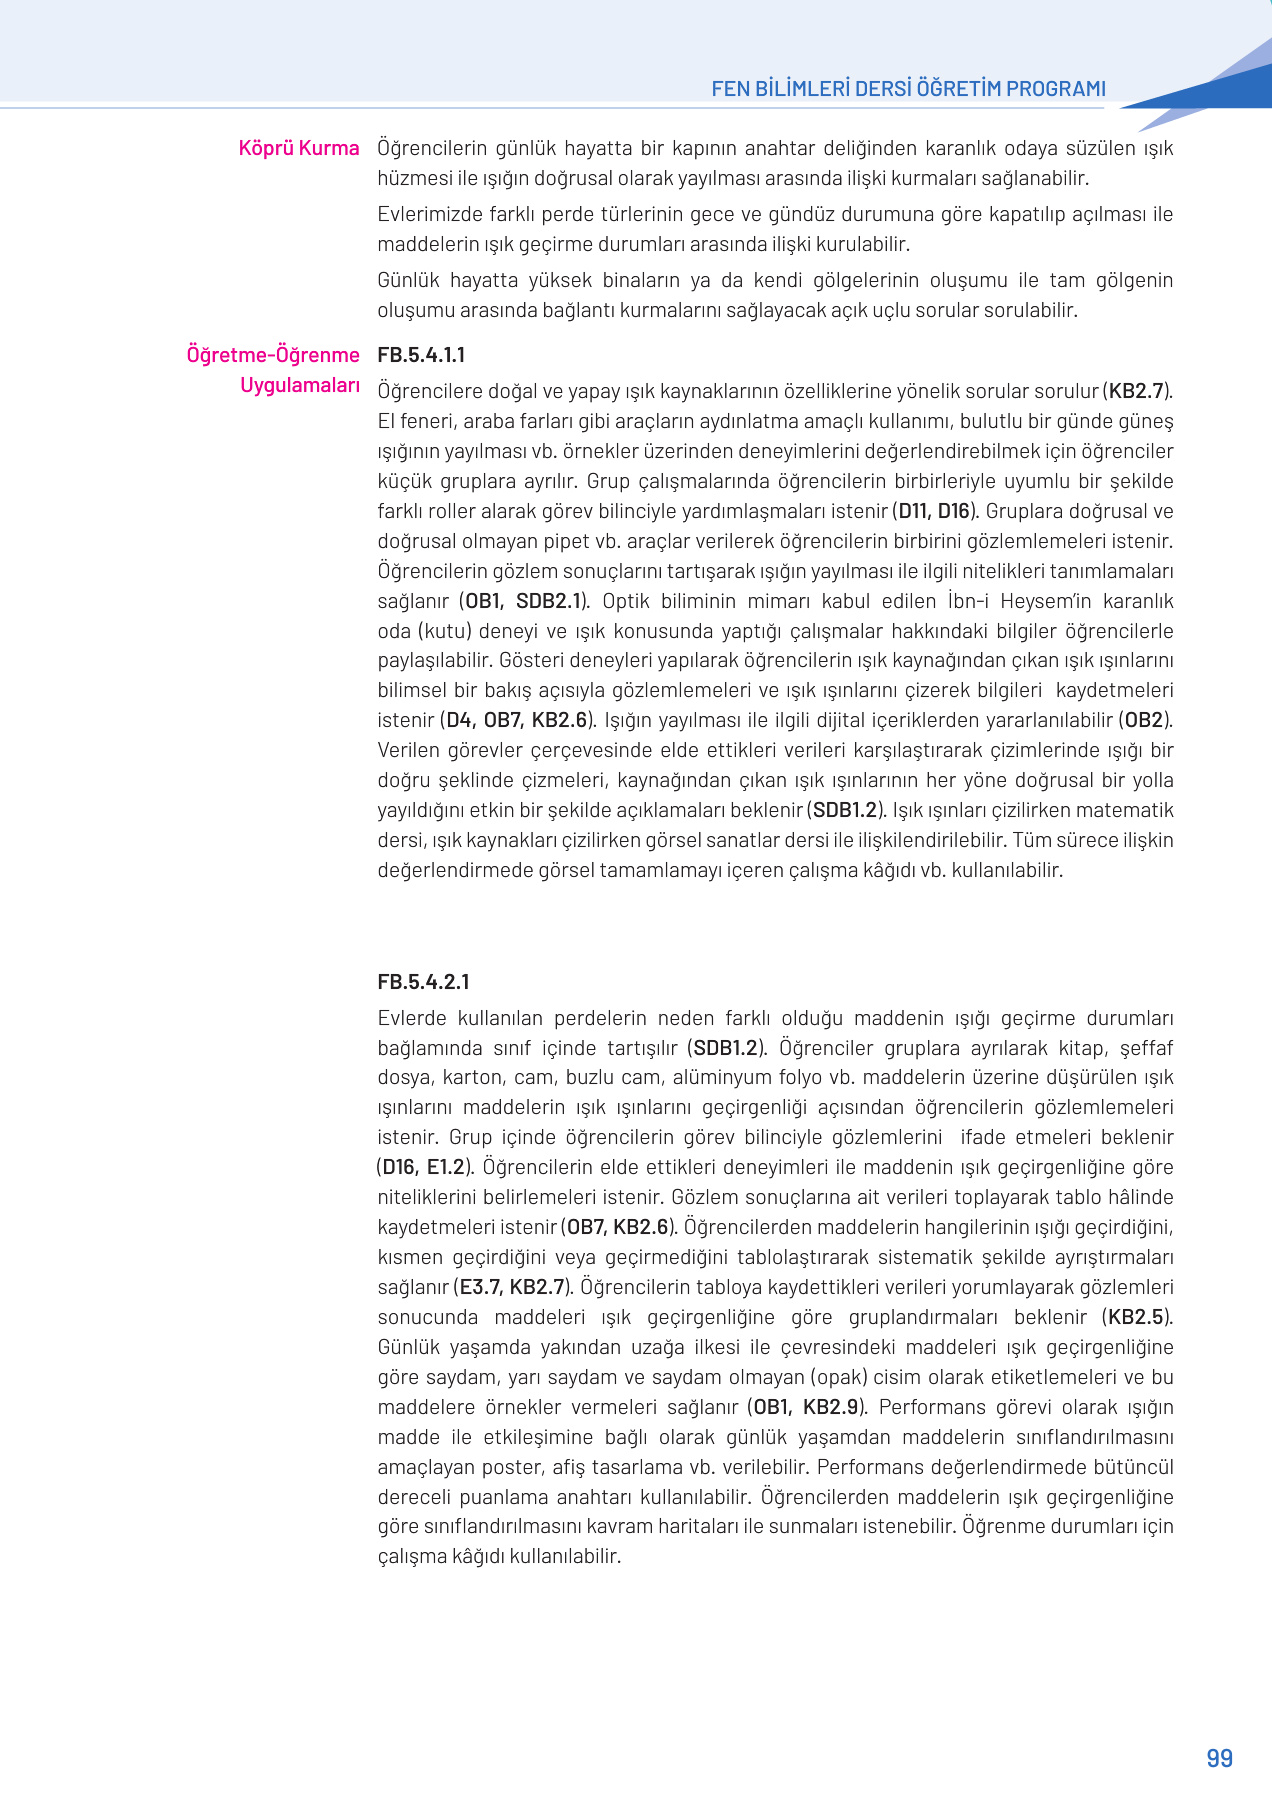 FEN BİLİMLERİ DERSİ ÖĞRETİM PROGRAMI
Köprü Kurma
Öğrencilerin günlük hayatta bir kapının anahtar deliğinden karanlık odaya süzülen ışık
hüzmesi ile ışığın doğrusal olarak yayılması arasında ilişki kurmaları sağlanabilir.
Evlerimizde farklı perde türlerinin gece ve gündüz durumuna göre kapatılıp açılması ile
maddelerin ışık geçirme durumları arasında ilişki kurulabilir.
Günlük hayatta yüksek binaların ya da kendi gölgelerinin oluşumu ile tam gölgenin
oluşumu arasında bağlantı kurmalarını sağlayacak açık uçlu sorular sorulabilir.
Öğretme-Öğrenme
Uygulamaları
FB.5.4.1.1
Öğrencilere doğal ve yapay ışık kaynaklarının özelliklerine yönelik sorular sorulur (KB2.7).
El feneri, araba farları gibi araçların aydınlatma amaçlı kullanımı, bulutlu bir günde güneş
ışığının yayılması vb. örnekler üzerinden deneyimlerini değerlendirebilmek için öğrenciler
küçük gruplara ayrılır. Grup çalışmalarında öğrencilerin birbirleriyle uyumlu bir şekilde
farklı roller alarak görev bilinciyle yardımlaşmaları istenir (D11, D16). Gruplara doğrusal ve
doğrusal olmayan pipet vb. araçlar verilerek öğrencilerin birbirini gözlemlemeleri istenir.
Öğrencilerin gözlem sonuçlarını tartışarak ışığın yayılması ile ilgili nitelikleri tanımlamaları
sağlanır (OB1, SDB2.1). Optik biliminin mimarı kabul edilen İbn-i Heysem’in karanlık
oda (kutu) deneyi ve ışık konusunda yaptığı çalışmalar hakkındaki bilgiler öğrencilerle
paylaşılabilir. Gösteri deneyleri yapılarak öğrencilerin ışık kaynağından çıkan ışık ışınlarını
bilimsel bir bakış açısıyla gözlemlemeleri ve ışık ışınlarını çizerek bilgileri kaydetmeleri
istenir (D4, OB7, KB2.6). Işığın yayılması ile ilgili dijital içeriklerden yararlanılabilir (OB2).
Verilen görevler çerçevesinde elde ettikleri verileri karşılaştırarak çizimlerinde ışığı bir
doğru şeklinde çizmeleri, kaynağından çıkan ışık ışınlarının her yöne doğrusal bir yolla
yayıldığını etkin bir şekilde açıklamaları beklenir (SDB1.2). Işık ışınları çizilirken matematik
dersi, ışık kaynakları çizilirken görsel sanatlar dersi ile ilişkilendirilebilir. Tüm sürece ilişkin
değerlendirmede görsel tamamlamayı içeren çalışma kâğıdı vb. kullanılabilir.
FB.5.4.2.1
Evlerde kullanılan perdelerin neden farklı olduğu maddenin ışığı geçirme durumları
bağlamında sınıf içinde tartışılır (SDB1.2). Öğrenciler gruplara ayrılarak kitap, şeffaf
dosya, karton, cam, buzlu cam, alüminyum folyo vb. maddelerin üzerine düşürülen ışık
ışınlarını maddelerin ışık ışınlarını geçirgenliği açısından öğrencilerin gözlemlemeleri
istenir. Grup içinde öğrencilerin görev bilinciyle gözlemlerini ifade etmeleri beklenir
(D16, E1.2). Öğrencilerin elde ettikleri deneyimleri ile maddenin ışık geçirgenliğine göre
niteliklerini belirlemeleri istenir. Gözlem sonuçlarına ait verileri toplayarak tablo hâlinde
kaydetmeleri istenir (OB7, KB2.6). Öğrencilerden maddelerin hangilerinin ışığı geçirdiğini,
kısmen geçirdiğini veya geçirmediğini tablolaştırarak sistematik şekilde ayrıştırmaları
sağlanır (E3.7, KB2.7). Öğrencilerin tabloya kaydettikleri verileri yorumlayarak gözlemleri
sonucunda maddeleri ışık geçirgenliğine göre gruplandırmaları beklenir (KB2.5).
Günlük yaşamda yakından uzağa ilkesi ile çevresindeki maddeleri ışık geçirgenliğine
göre saydam, yarı saydam ve saydam olmayan (opak) cisim olarak etiketlemeleri ve bu
maddelere örnekler vermeleri sağlanır (OB1, KB2.9). Performans görevi olarak ışığın
madde ile etkileşimine bağlı olarak günlük yaşamdan maddelerin sınıflandırılmasını
amaçlayan poster, afiş tasarlama vb. verilebilir. Performans değerlendirmede bütüncül
dereceli puanlama anahtarı kullanılabilir. Öğrencilerden maddelerin ışık geçirgenliğine
göre sınıflandırılmasını kavram haritaları ile sunmaları istenebilir. Öğrenme durumları için
çalışma kâğıdı kullanılabilir.
99